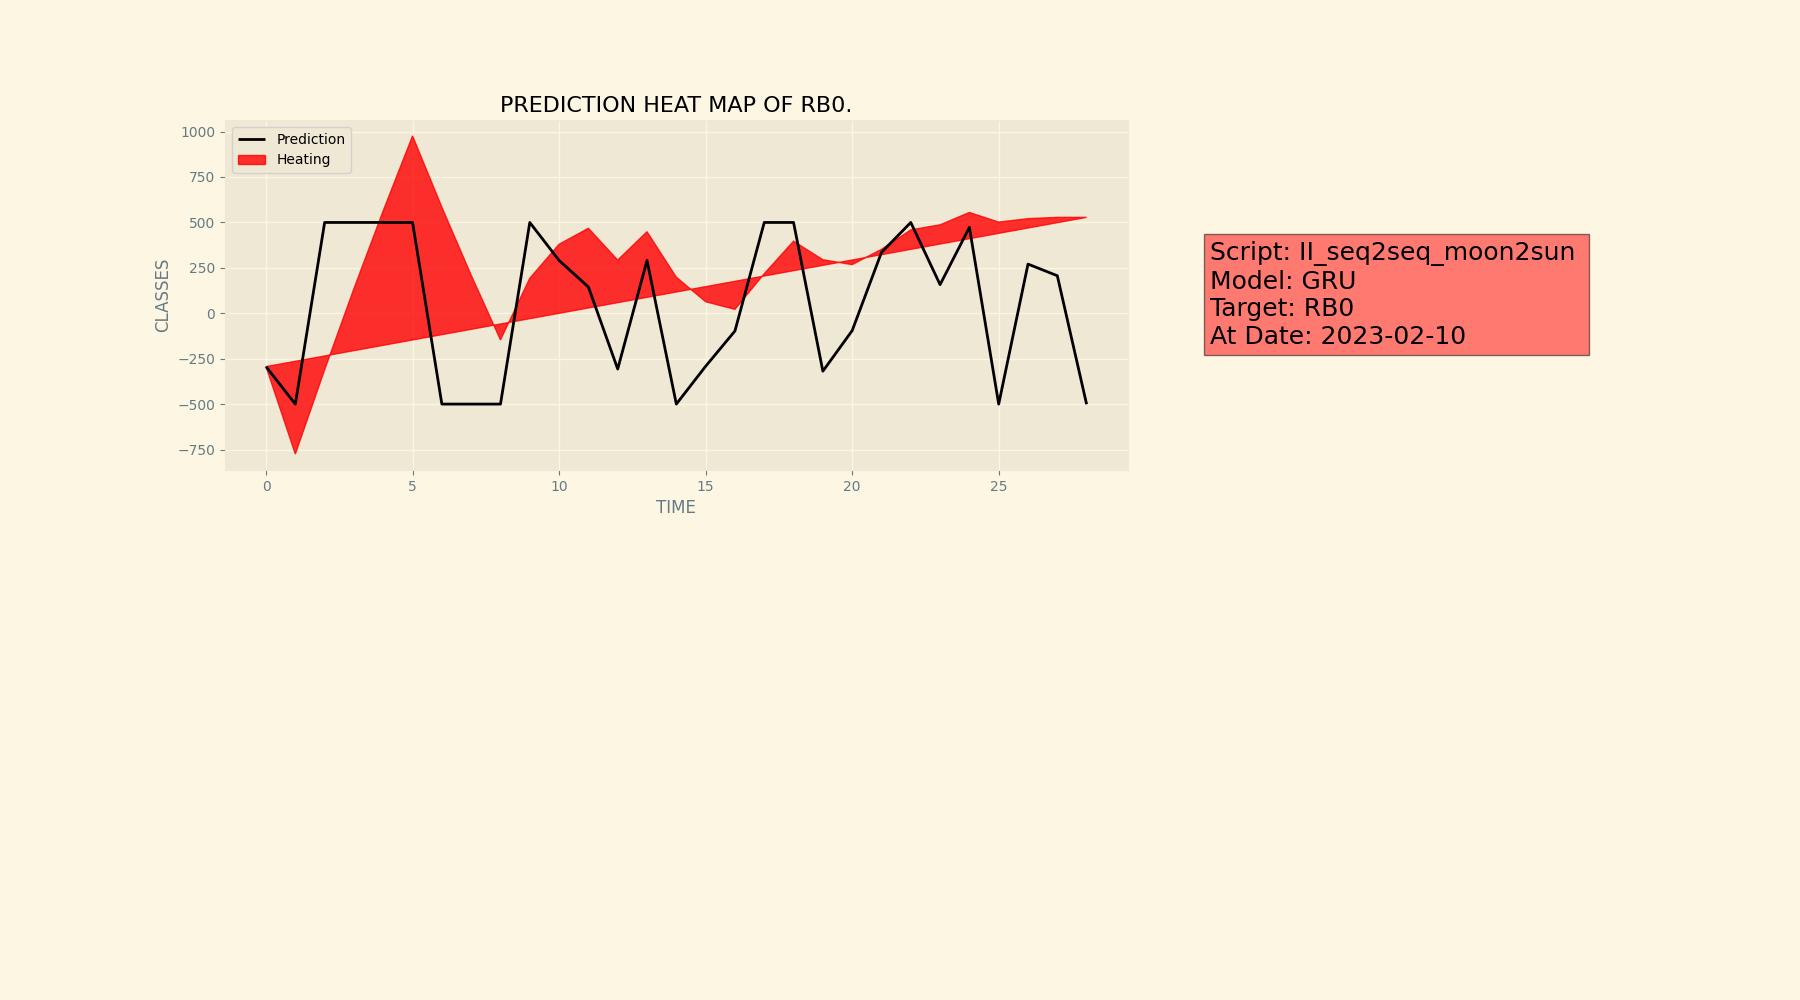 PREDICTION HEAT MAP OF RB0.
Prediction
Heating
1000
750
500
250
0
−250
−500
−750
CLASSES
0 5 10 15 20 25
TIME
Script: II_seq2seq_moon2sun
Model: GRU
Target: RB0
At Date: 2023-02-10